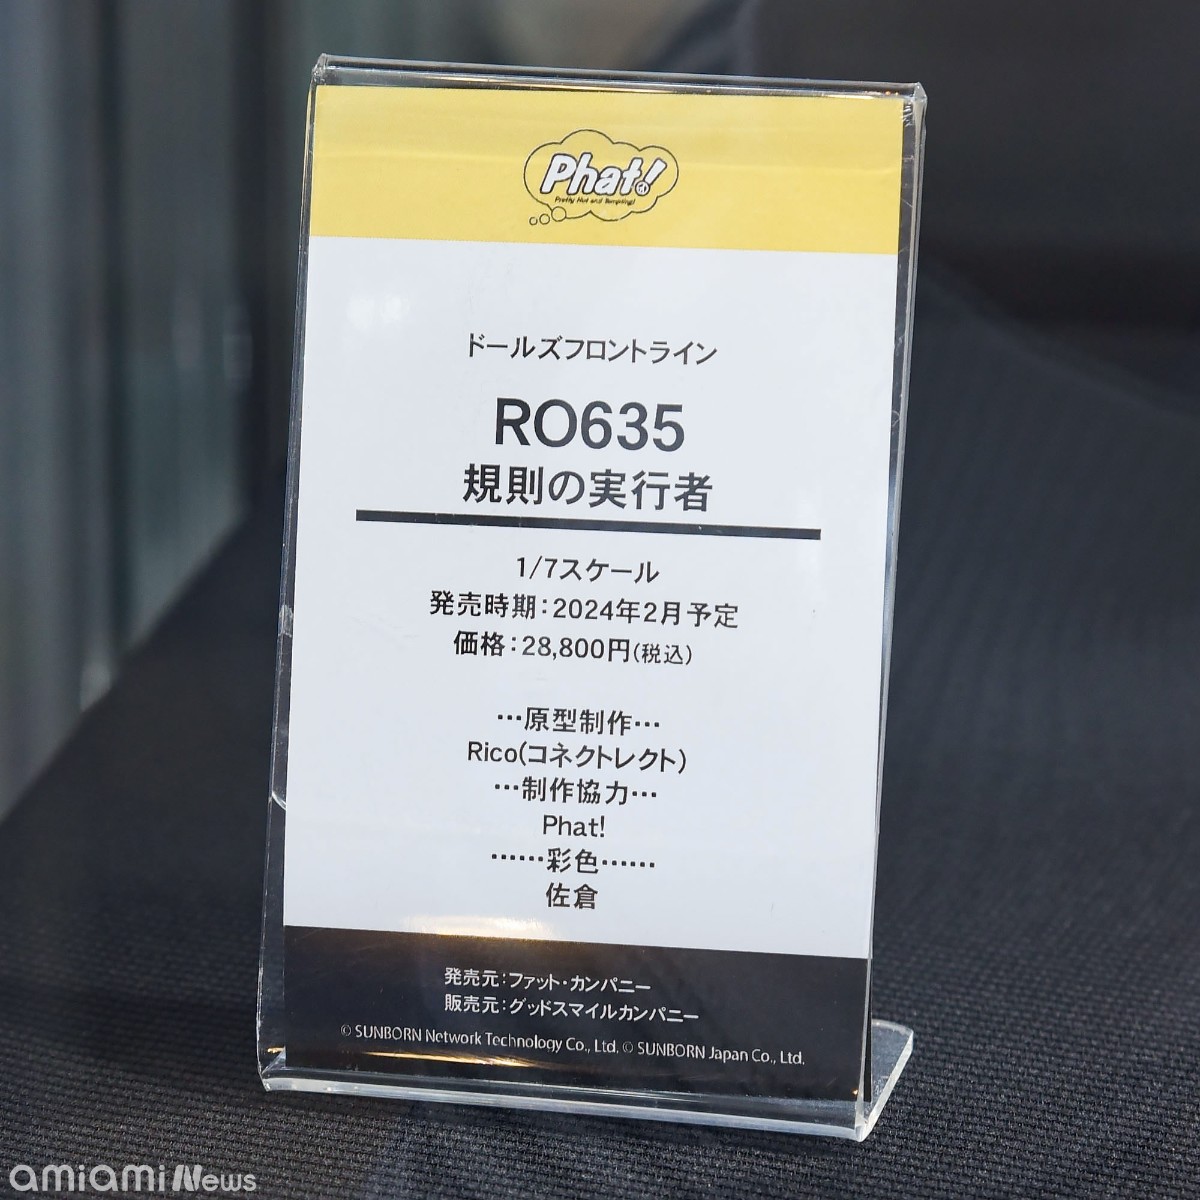 Phat!
Pretty Hot and Tempting!
ドールズフロントライン
RO635
規則の実行者
1/7スケール
発売時期：2024年2月予定
価格：28,800円(税込)
…原型制作…
Rico(コネクトレクト)
…制作協力…
Phat!
……彩色……
佐倉
発売元：ファット・カンパニー
販売元：グッドスマイルカンパニー
© SUNBORN Network Technology Co., Ltd. © SUNBORN Japan Co., Ltd.
amiami News